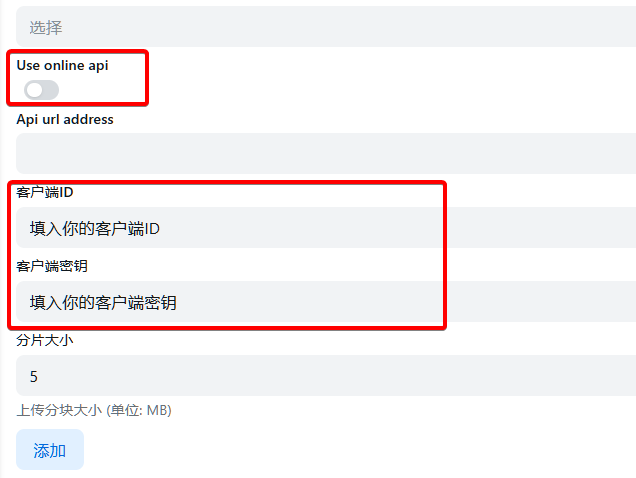 选择
Use online api
Api url address
客户端ID
填入你的客户端ID
客户端密钥
填入你的客户端密钥
分片大小
5
上传分块大小 (单位: MB)
添加